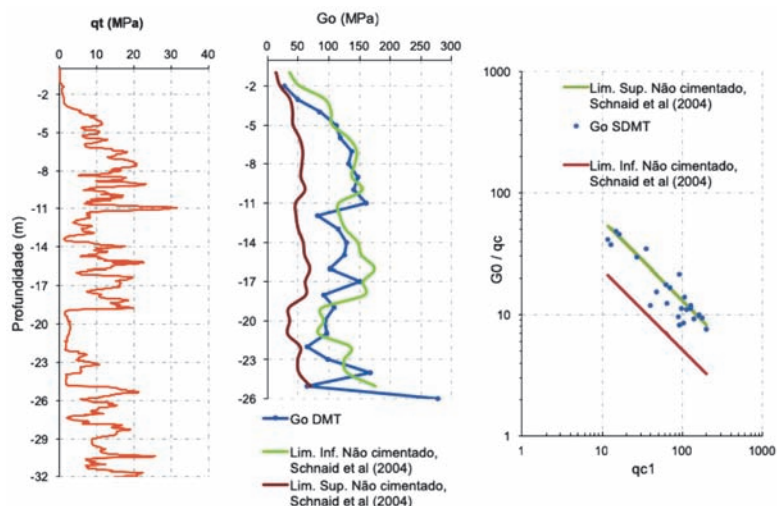 qt (MPa)
0 10 20 30 40
-2
-5
-8
-11
-14
-17
-20
-23
-26
-29
-32
Profundidade (m)
Go (MPa)
0 50 100 150 200 250 300
-2
-5
-8
-11
-14
-17
-20
-23
-26
Go DMT
Lim. Inf. Não cimentado,
Schnaid et al (2004)
Lim. Sup. Não cimentado,
Schnaid et al (2004)
1000
100
10
1
G0 / qc
Lim. Sup. Não cimentado,
Schnaid et al (2004)
Go SDMT
Lim. Inf. Não cimentado,
Schnaid et al (2004)
1 10 100 1000
qc1